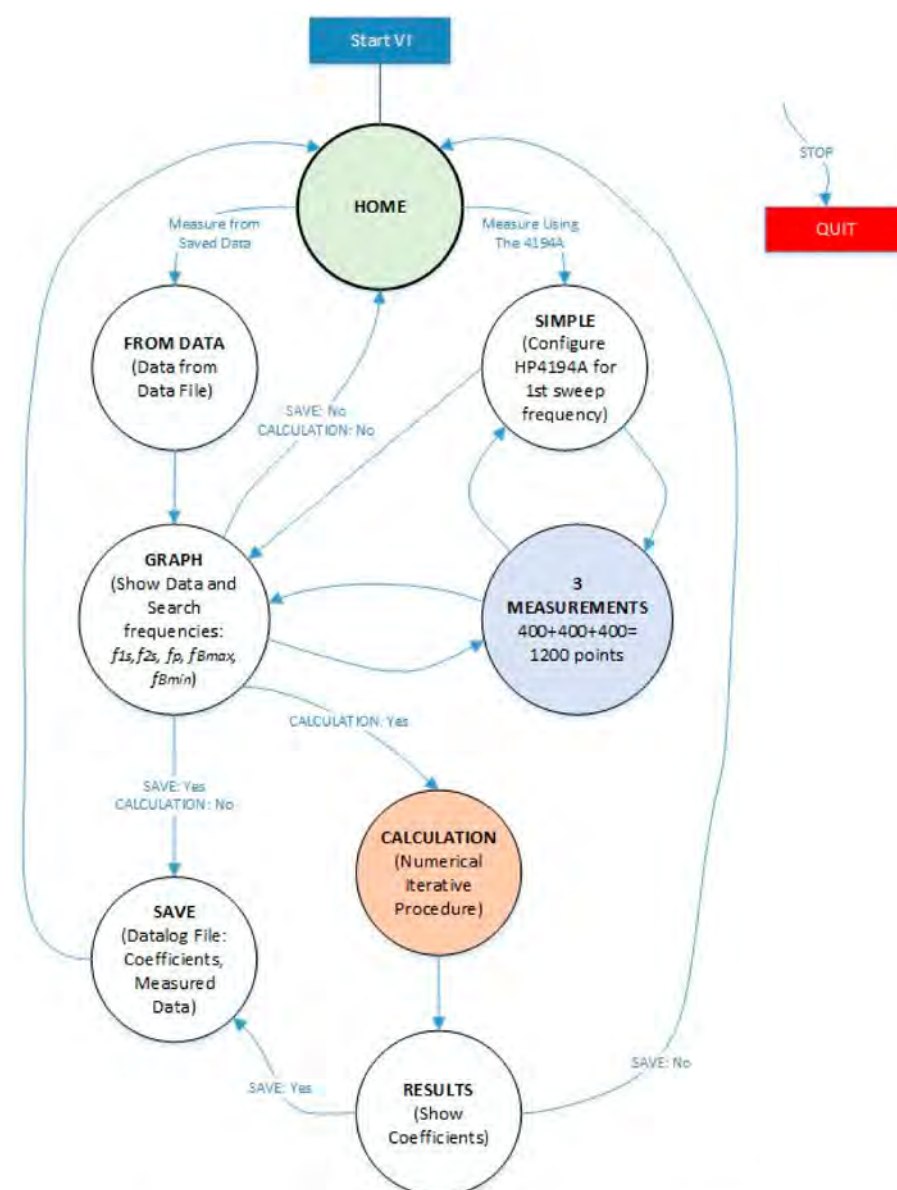 Start VI
HOME
STOP
QUIT
Measure from
Saved Data
Measure Using
The 4194A
FROM DATA
(Data from
Data File)
SIMPLE
(Configure
HP4194A for
1st sweep
frequency)
SAVE: No
CALCULATION: No
GRAPH
(Show Data and
Search
frequencies:
f1s,f2s, fp, fBmax,
fBmin)
3
MEASUREMENTS
400+400+400=
1200 points
CALCULATION: Yes
SAVE: Yes
CALCULATION: No
CALCULATION
(Numerical
Iterative
Procedure)
SAVE
(Datalog File:
Coefficients,
Measured
Data)
SAVE: Yes
RESULTS
(Show
Coefficients)
SAVE: No